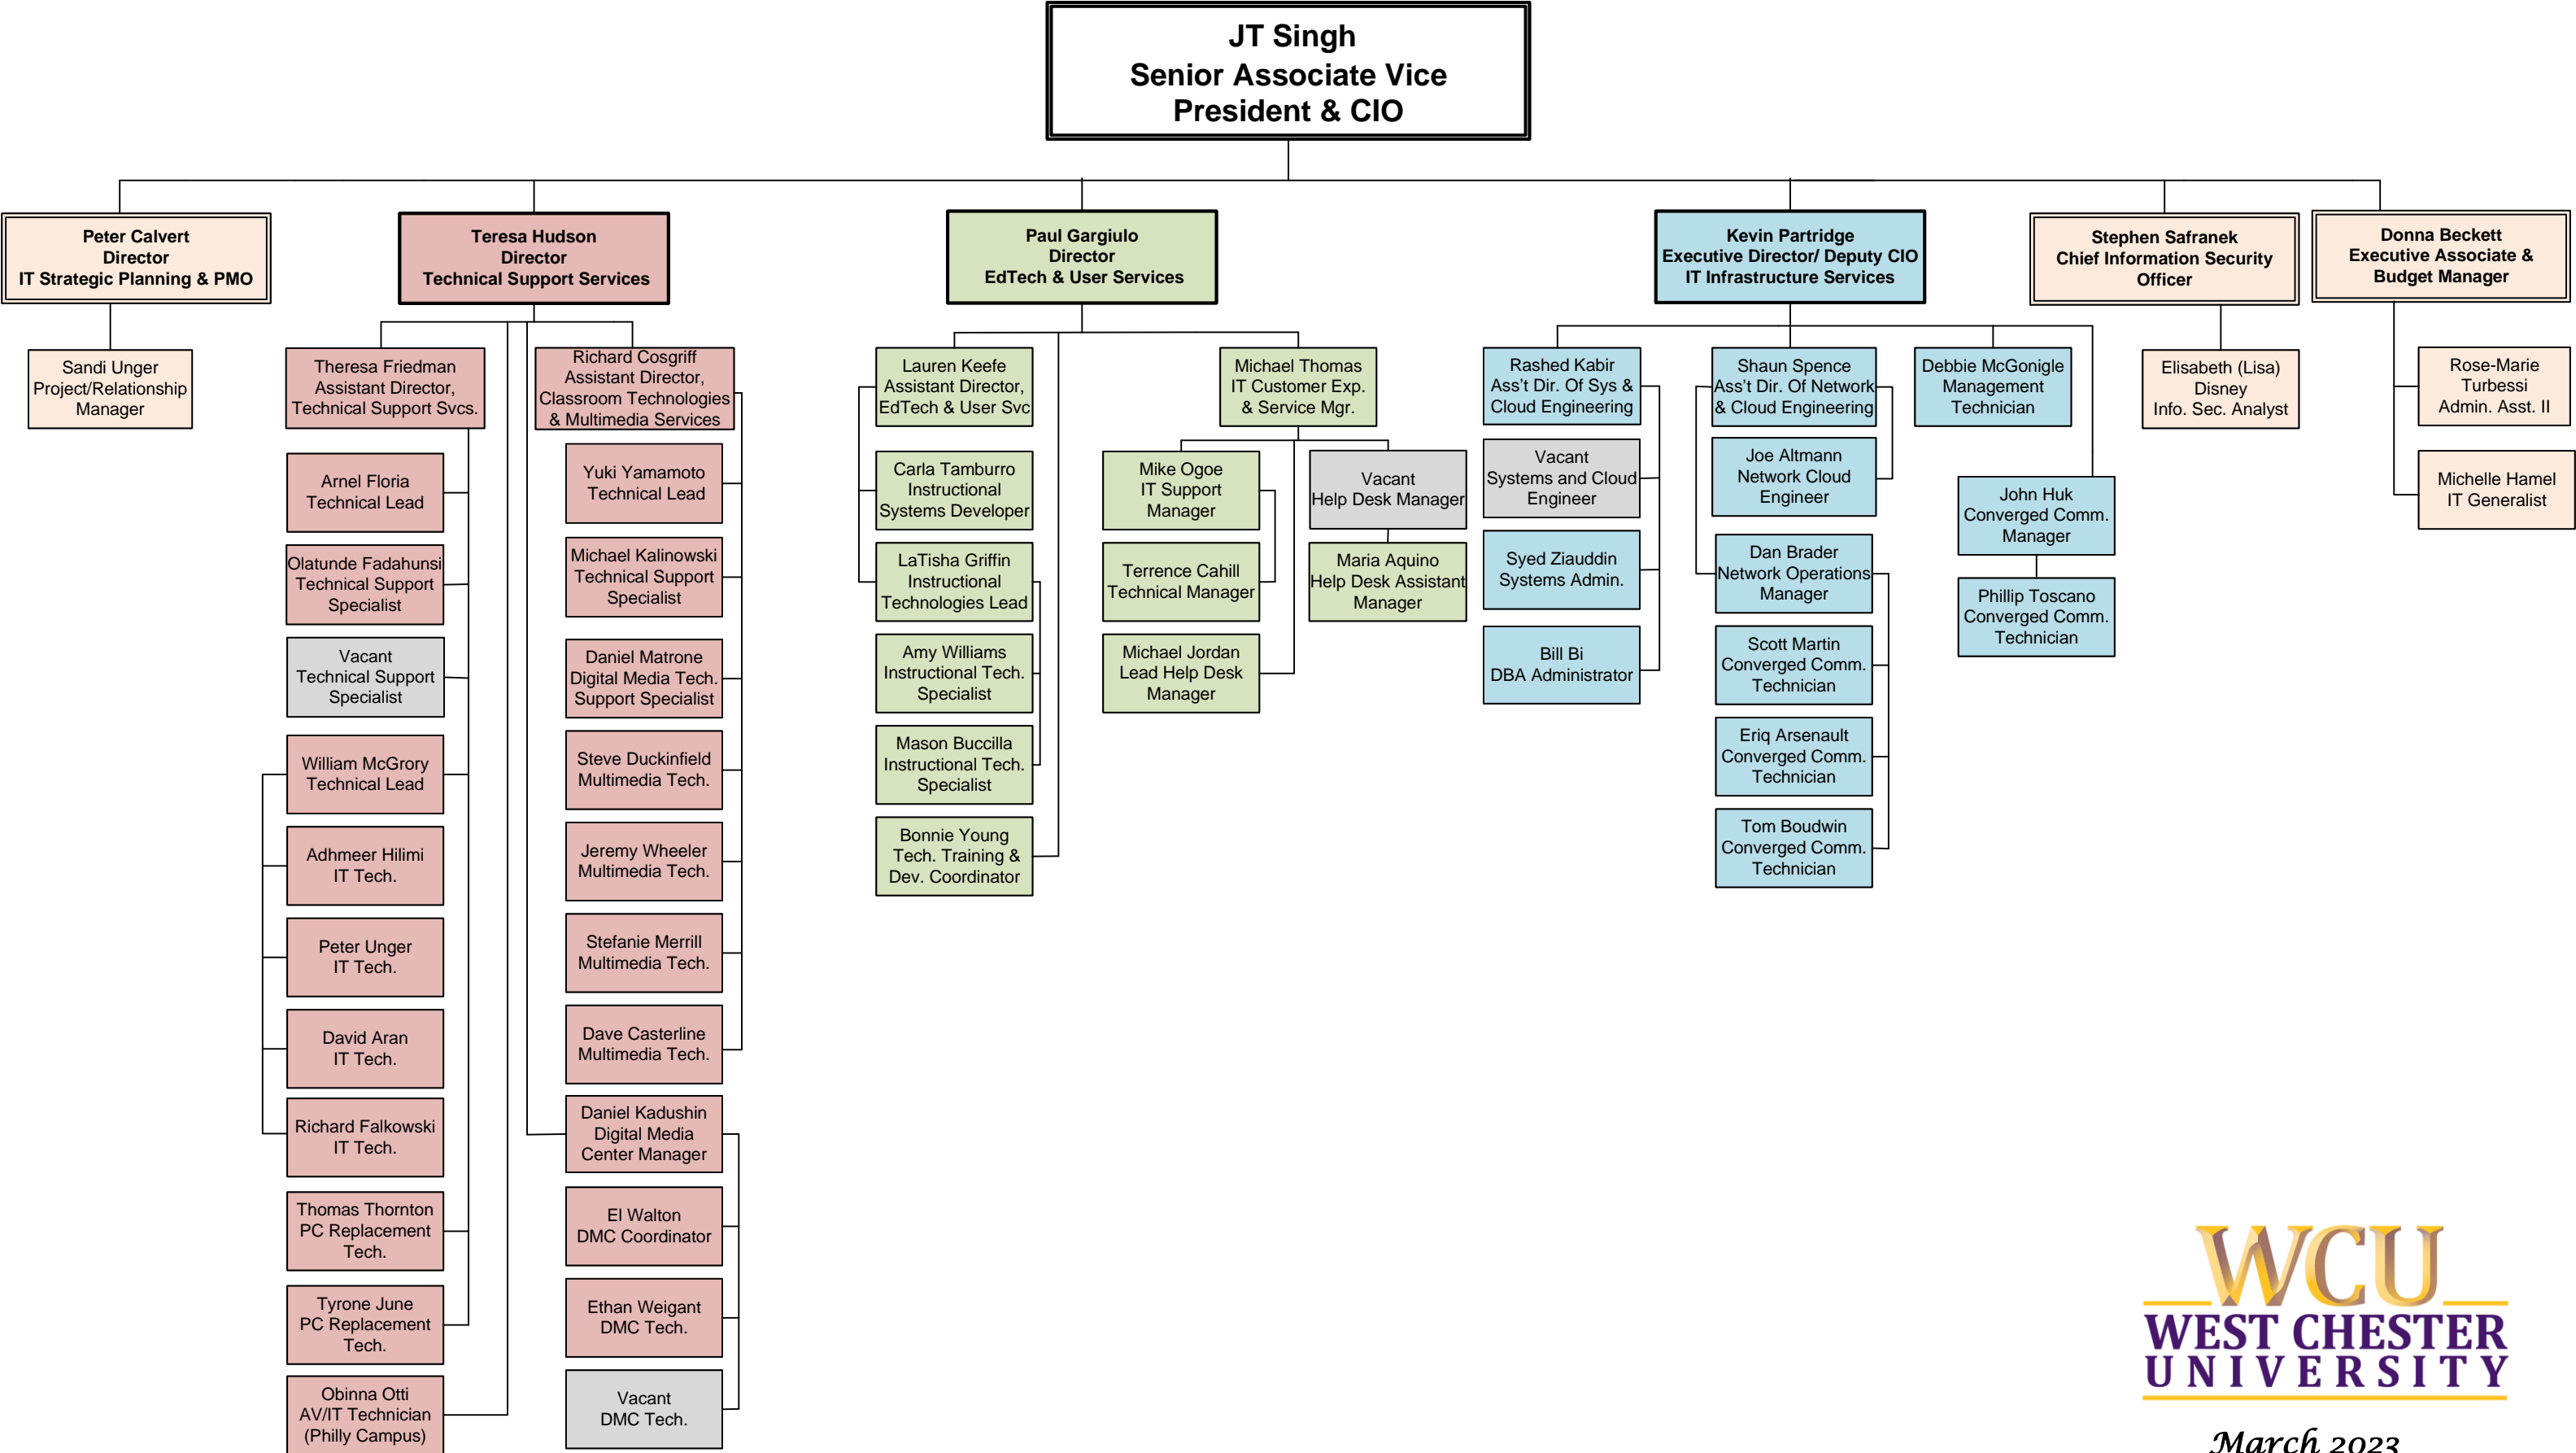 JT Singh
Senior Associate Vice
President & CIO
Peter Calvert
Director
IT Strategic Planning & PMO
Sandi Unger
Project/Relationship
Manager
Teresa Hudson
Director
Technical Support Services
Theresa Friedman
Assistant Director,
Technical Support Svcs.
Arnel Floria
Technical Lead
Olatunde Fadahunsi
Technical Support
Specialist
Vacant
Technical Support
Specialist
William McGrory
Technical Lead
Adhmeer Hilimi
IT Tech.
Peter Unger
IT Tech.
David Aran
IT Tech.
Richard Falkowski
IT Tech.
Thomas Thornton
PC Replacement
Tech.
Tyrone June
PC Replacement
Tech.
Obinna Otti
AV/IT Technician
(Philly Campus)
Richard Cosgriff
Assistant Director,
Classroom Technologies
& Multimedia Services
Yuki Yamamoto
Technical Lead
Michael Kalinowski
Technical Support
Specialist
Daniel Matrone
Digital Media Tech.
Support Specialist
Steve Duckinfield
Multimedia Tech.
Jeremy Wheeler
Multimedia Tech.
Stefanie Merrill
Multimedia Tech.
Dave Casterline
Multimedia Tech.
Daniel Kadushin
Digital Media
Center Manager
El Walton
DMC Coordinator
Ethan Weigant
DMC Tech.
Vacant
DMC Tech.
Paul Gargiulo
Director
EdTech & User Services
Lauren Keefe
Assistant Director,
EdTech & User Svc
Carla Tamburro
Instructional
Systems Developer
LaTisha Griffin
Instructional
Technologies Lead
Amy Williams
Instructional Tech.
Specialist
Mason Buccilla
Instructional Tech.
Specialist
Bonnie Young
Tech. Training &
Dev. Coordinator
Michael Thomas
IT Customer Exp.
& Service Mgr.
Mike Ogoe
IT Support
Manager
Terrence Cahill
Technical Manager
Michael Jordan
Lead Help Desk
Manager
Vacant
Help Desk Manager
Maria Aquino
Help Desk Assistant
Manager
Kevin Partridge
Executive Director/ Deputy CIO
IT Infrastructure Services
Rashed Kabir
Ass't Dir. Of Sys &
Cloud Engineering
Vacant
Systems and Cloud
Engineer
Syed Ziauddin
Systems Admin.
Bill Bi
DBA Administrator
Shaun Spence
Ass't Dir. Of Network
& Cloud Engineering
Joe Altmann
Network Cloud
Engineer
Dan Brader
Network Operations
Manager
Scott Martin
Converged Comm.
Technician
Eriq Arsenault
Converged Comm.
Technician
Tom Boudwin
Converged Comm.
Technician
Debbie McGonigle
Management
Technician
John Huk
Converged Comm.
Manager
Phillip Toscano
Converged Comm.
Technician
Stephen Safranek
Chief Information Security
Officer
Elisabeth (Lisa)
Disney
Info. Sec. Analyst
Donna Beckett
Executive Associate &
Budget Manager
Rose-Marie
Turbessi
Admin. Asst. II
Michelle Hamel
IT Generalist
WCU
WEST CHESTER
UNIVERSITY
March 2023